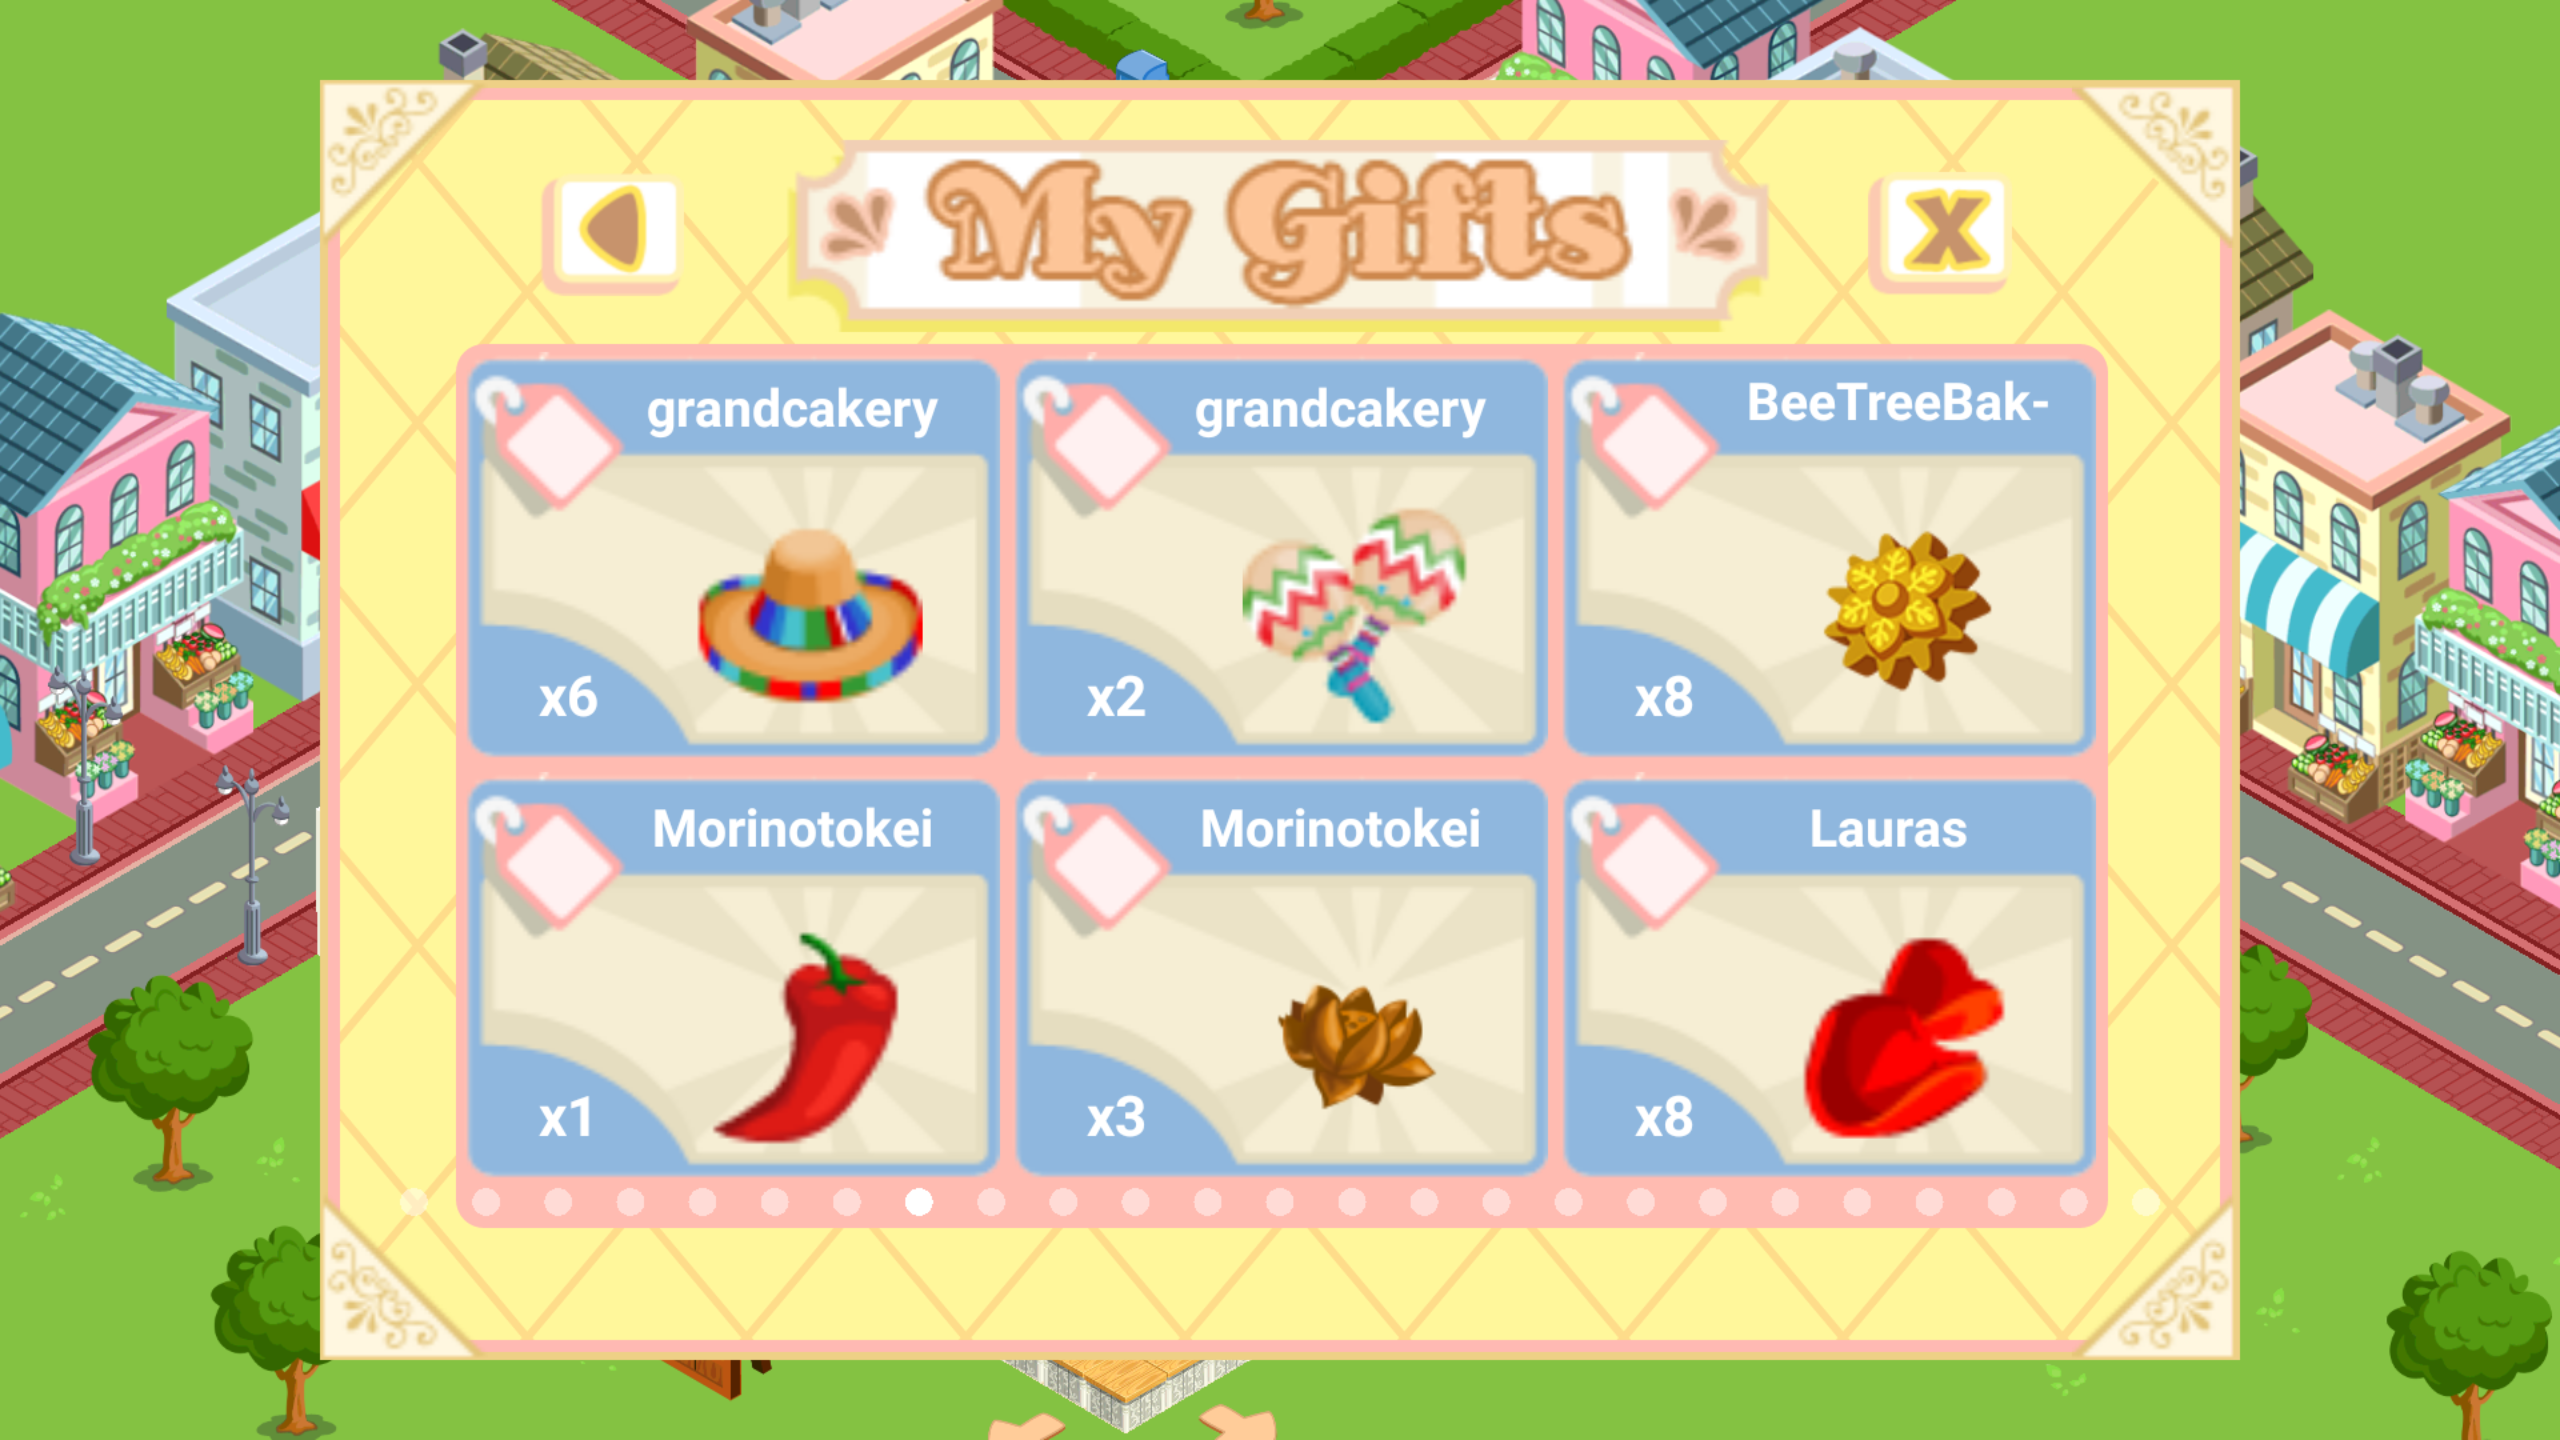 My Gifts
X
grandcakery
x6
grandcakery
x2
BeeTreeBak-
x8
Morinotokei
x1
Morinotokei
x3
Lauras
x8